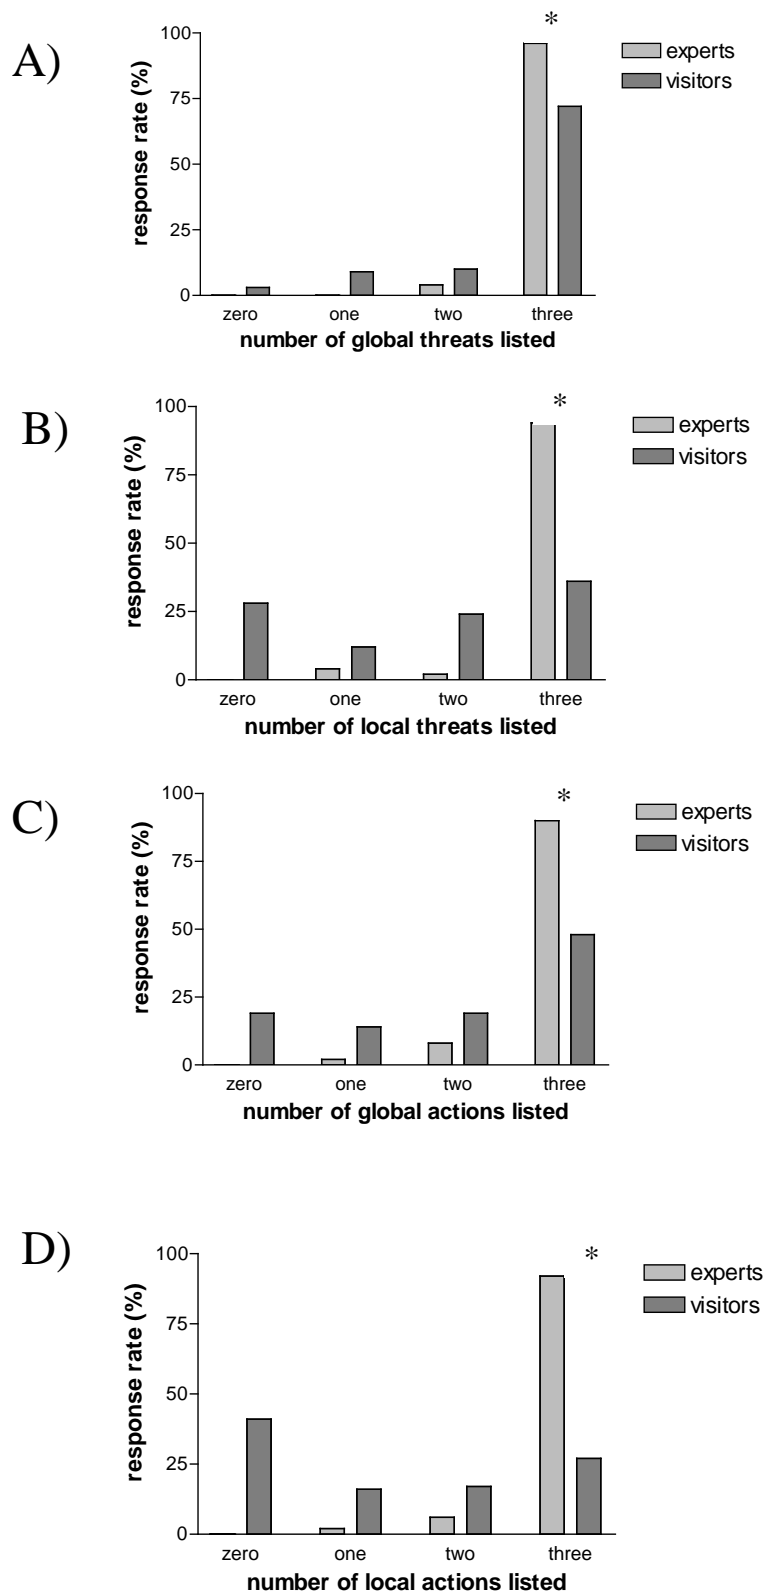 A)
100
75
50
25
0
response rate (%)
*
experts
visitors
zero one two three
number of global threats listed
B)
100
75
50
25
0
response rate (%)
*
experts
visitors
zero one two three
number of local threats listed
C)
100
75
50
25
0
response rate (%)
*
experts
visitors
zero one two three
number of global actions listed
D)
100
75
50
25
0
response rate (%)
*
experts
visitors
zero one two three
number of local actions listed